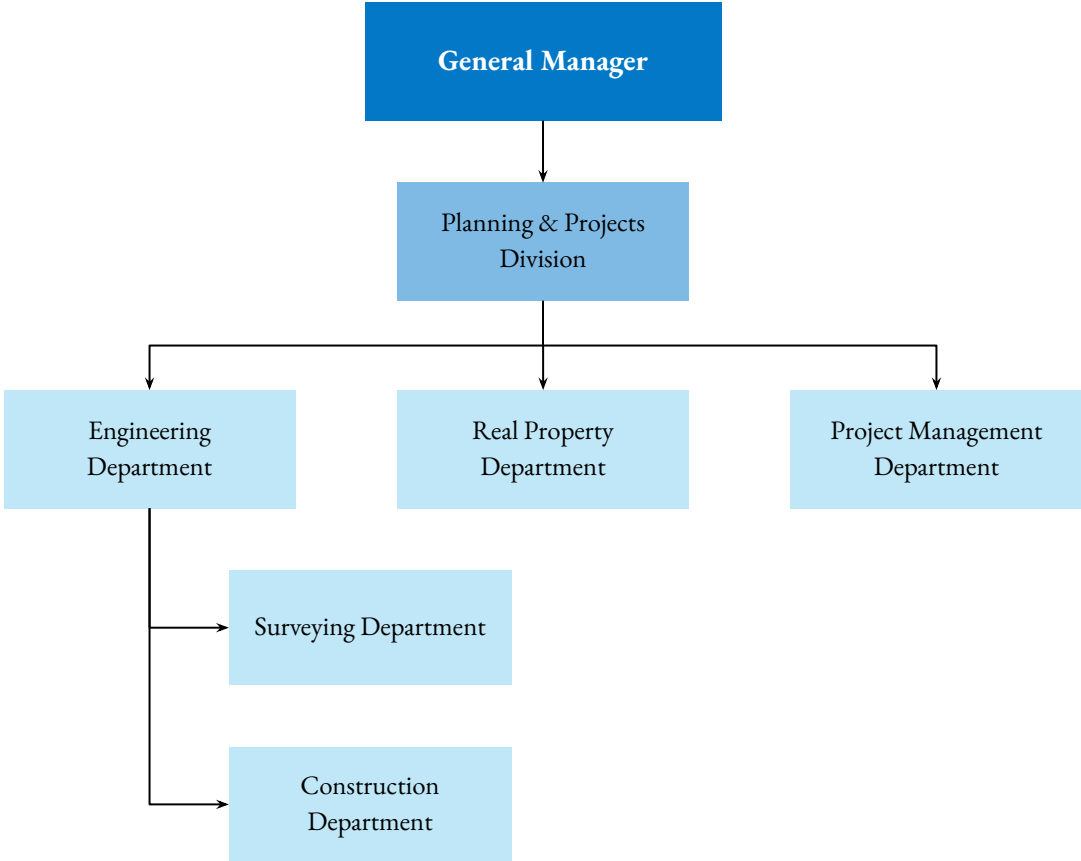 General Manager
Planning & Projects
Division
Engineering
Department
Real Property
Department
Project Management
Department
Surveying Department
Construction
Department